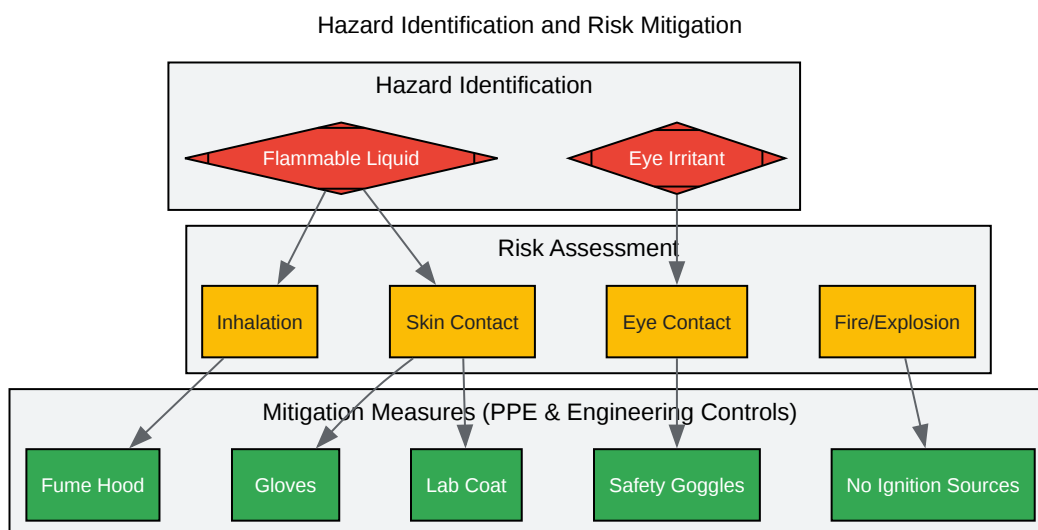 Hazard Identification and Risk Mitigation
Hazard Identification
Flammable Liquid
Eye Irritant
Risk Assessment
Inhalation
Skin Contact
Eye Contact
Fire/Explosion
Mitigation Measures (PPE & Engineering Controls)
Fume Hood
Gloves
Lab Coat
Safety Goggles
No Ignition Sources